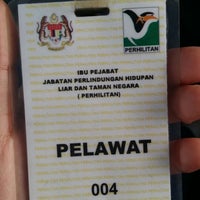 PERHILITAN
IBU PEJABAT
JABATAN PERLINDUNGAN HIDUPAN
LIAR DAN TAMAN NEGARA
( PERHILITAN)
PELAWAT
004